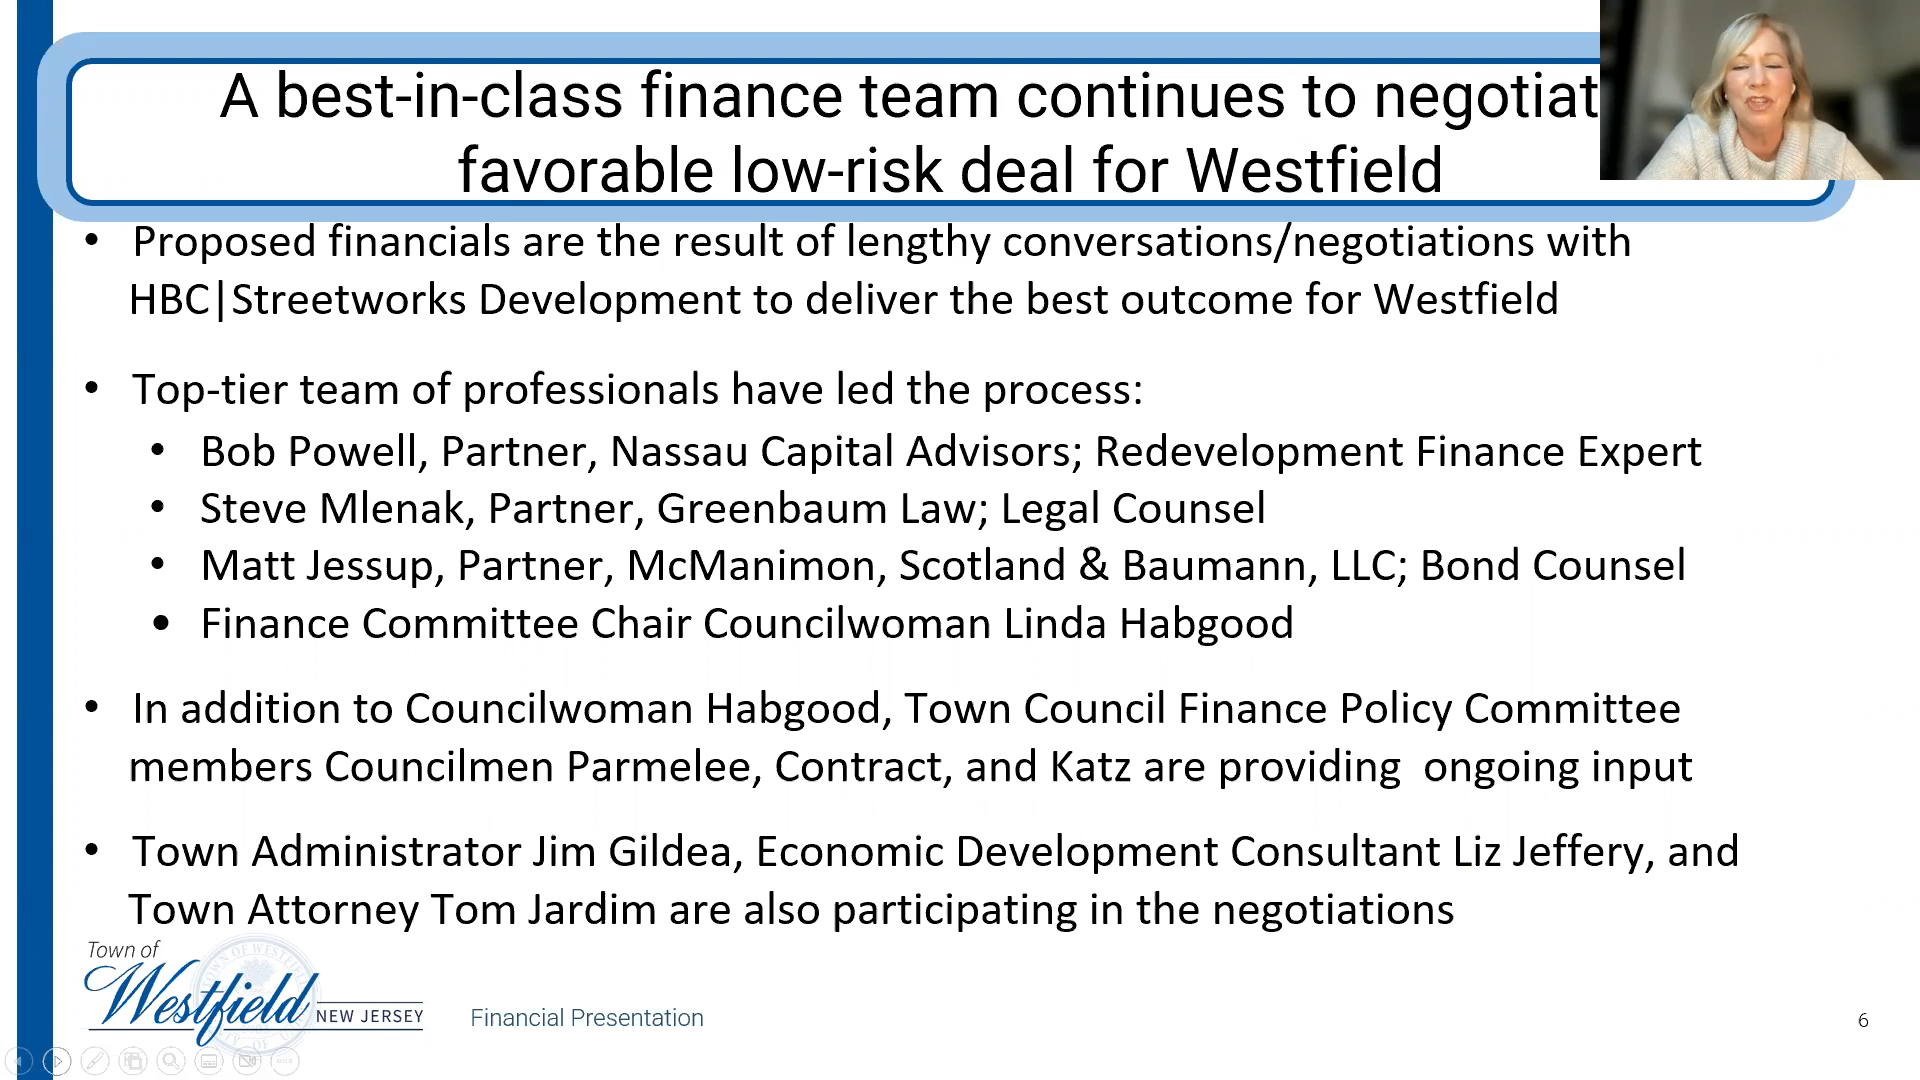 A best-in-class finance team continues to negotiat
favorable low-risk deal for Westfield
• Proposed financials are the result of lengthy conversations/negotiations with
HBC|Streetworks Development to deliver the best outcome for Westfield
• Top-tier team of professionals have led the process:
• Bob Powell, Partner, Nassau Capital Advisors; Redevelopment Finance Expert
• Steve Mlenak, Partner, Greenbaum Law; Legal Counsel
• Matt Jessup, Partner, McManimon, Scotland & Baumann, LLC; Bond Counsel
• Finance Committee Chair Councilwoman Linda Habgood
• In addition to Councilwoman Habgood, Town Council Finance Policy Committee
members Councilmen Parmelee, Contract, and Katz are providing  ongoing input
• Town Administrator Jim Gildea, Economic Development Consultant Liz Jeffery, and
Town Attorney Tom Jardim are also participating in the negotiations
Town of
Westfield
NEW JERSEY
Financial Presentation
6